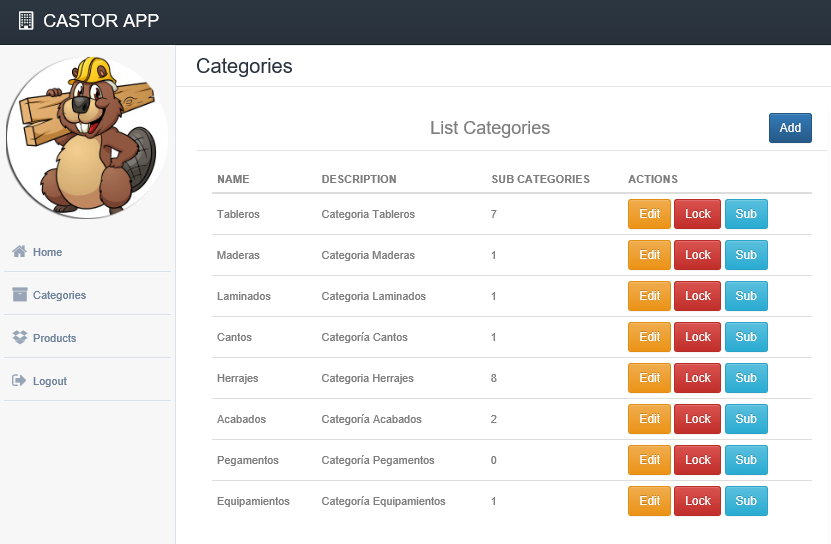 CASTOR APP
Categories
List Categories
Add
NAME DESCRIPTION SUB CATEGORIES ACTIONS
Tableros Categoria Tableros 7 Edit Lock Sub
Maderas Categoria Maderas 1 Edit Lock Sub
Laminados Categoria Laminados 1 Edit Lock Sub
Cantos Categoría Cantos 1 Edit Lock Sub
Herrajes Categoria Herrajes 8 Edit Lock Sub
Acabados Categoría Acabados 2 Edit Lock Sub
Pegamentos Categoría Pegamentos 0 Edit Lock Sub
Equipamientos Categoría Equipamientos 1 Edit Lock Sub
Home
Categories
Products
Logout